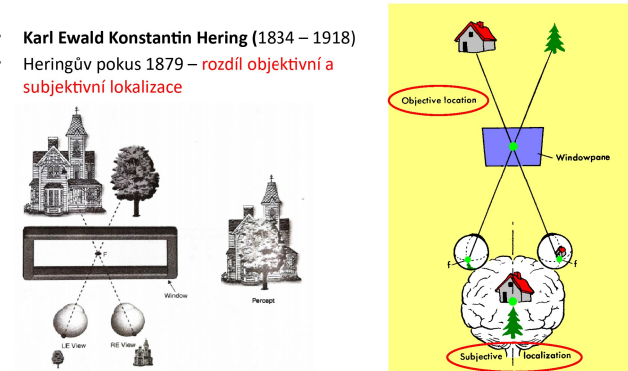 Karl Ewald Konstantin Hering (1834 – 1918)
Heringův pokus 1879 – rozdíl objektivní a
subjektivní lokalizace
F
Window
Percept
LE View
RE View
Objective location
Windowpane
f
f
Subjective localization